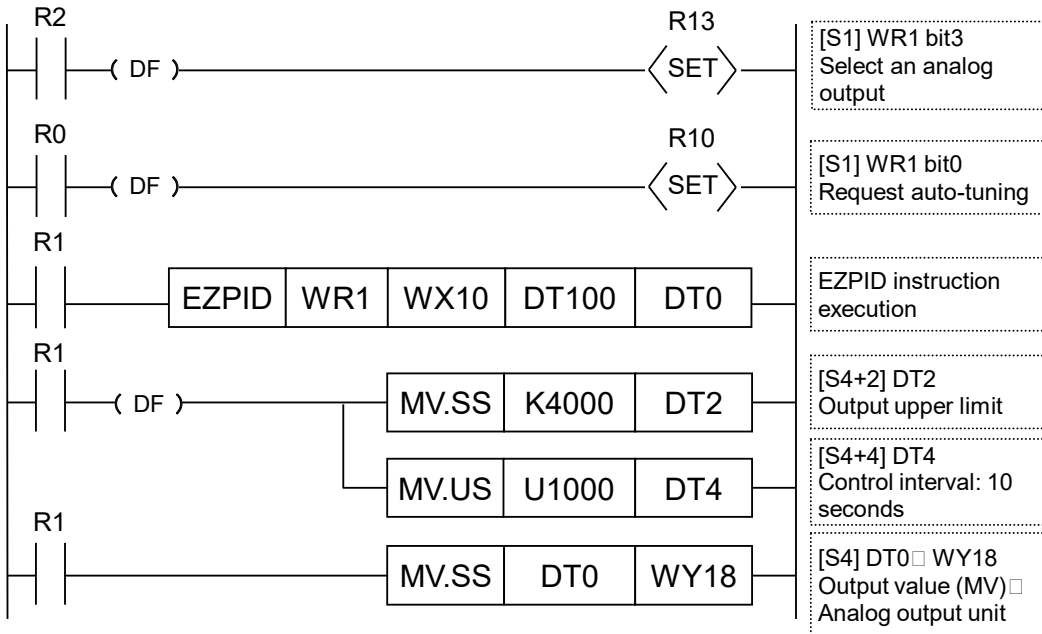 R2
R13
( DF )
SET
[S1] WR1 bit3
Select an analog
output
R0
R10
( DF )
SET
[S1] WR1 bit0
Request auto-tuning
R1
EZPID WR1 WX10 DT100 DT0
EZPID instruction
execution
R1
( DF )
MV.SS K4000 DT2
[S4+2] DT2
Output upper limit
MV.US U1000 DT4
[S4+4] DT4
Control interval: 10
seconds
R1
MV.SS DT0 WY18
[S4] DT0□ WY18
Output value (MV)□
Analog output unit